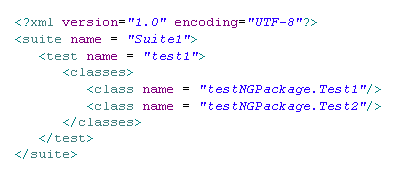 <?xml version="1.0" encoding="UTF-8"?>
<suite name = "Suite1">
<test name = "test1">
<classes>
<class name = "testNGPackage.Test1"/>
<class name = "testNGPackage.Test2"/>
</classes>
</test>
</suite>